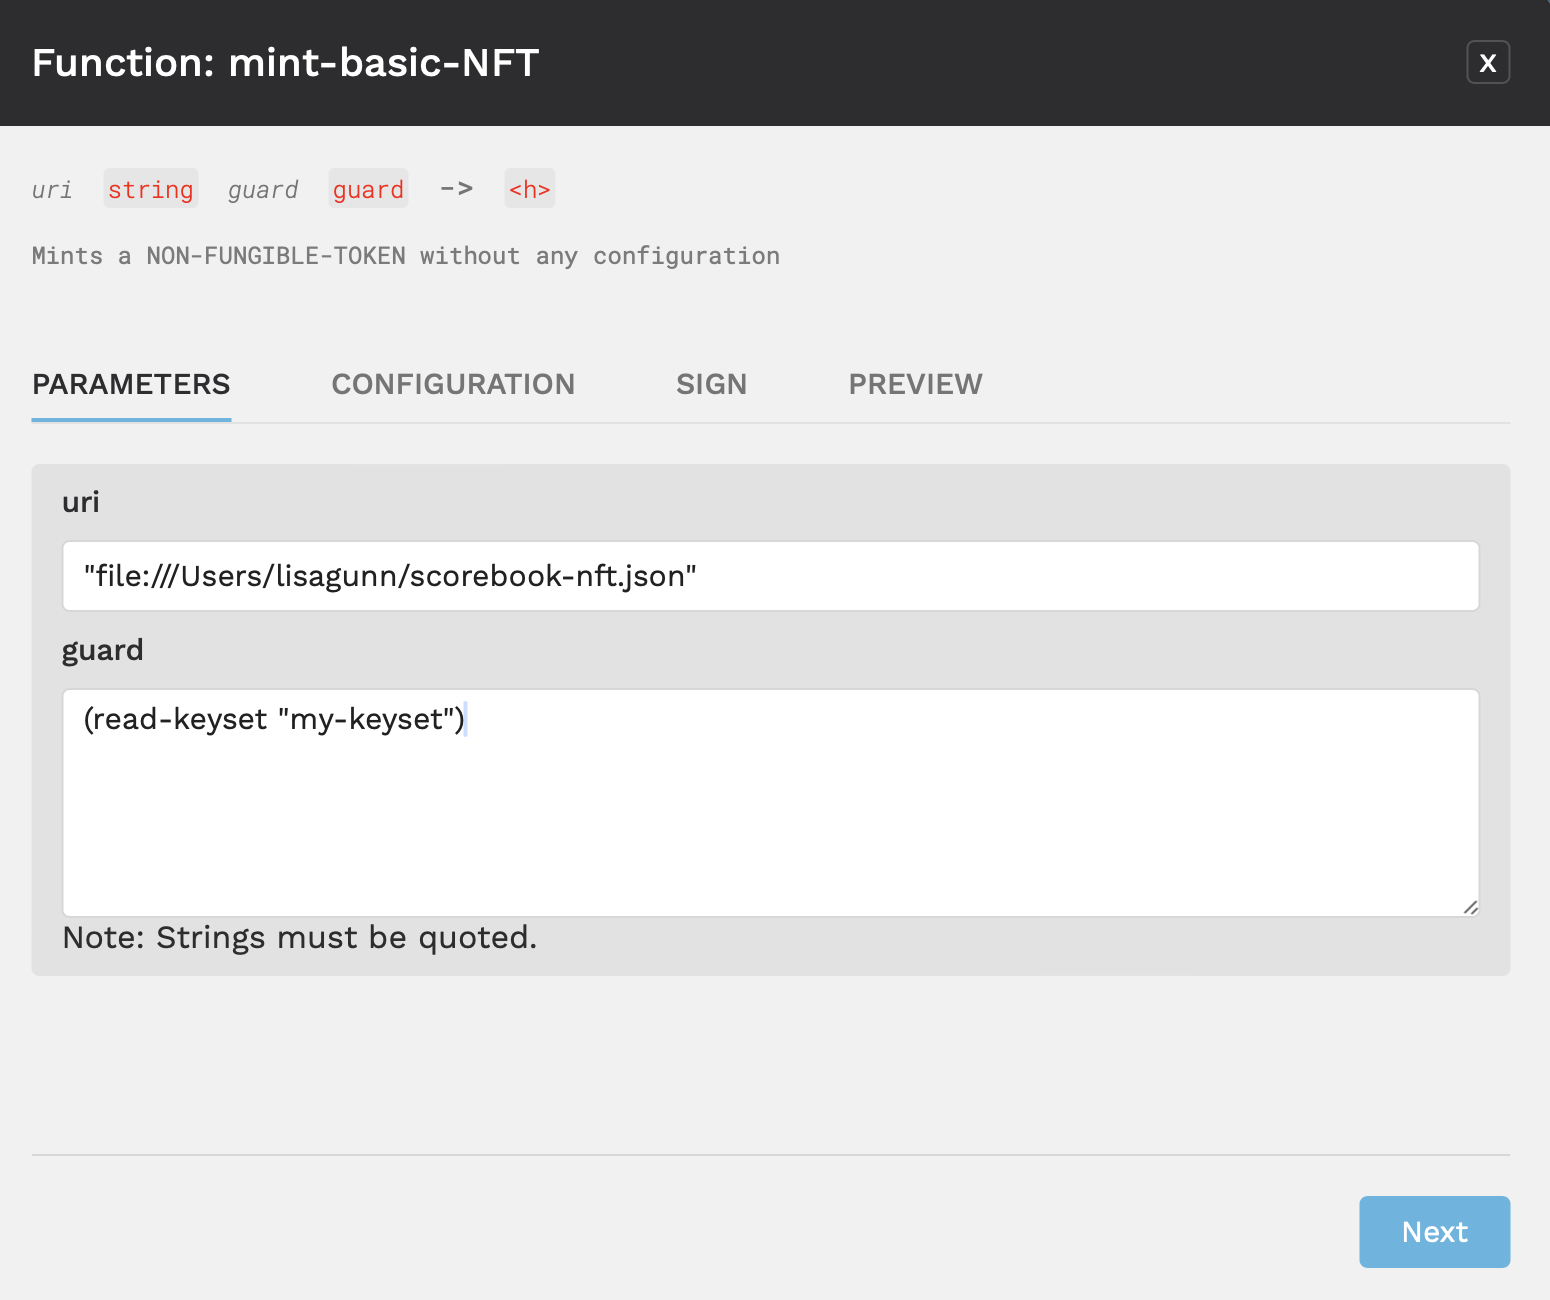 Function: mint-basic-NFT
X
uri string guard guard -> <h>
Mints a NON-FUNGIBLE-TOKEN without any configuration
PARAMETERS CONFIGURATION SIGN PREVIEW
uri
"file:///Users/lisagunn/scorebook-nft.json"
guard
(read-keyset "my-keyset")
Note: Strings must be quoted.
Next